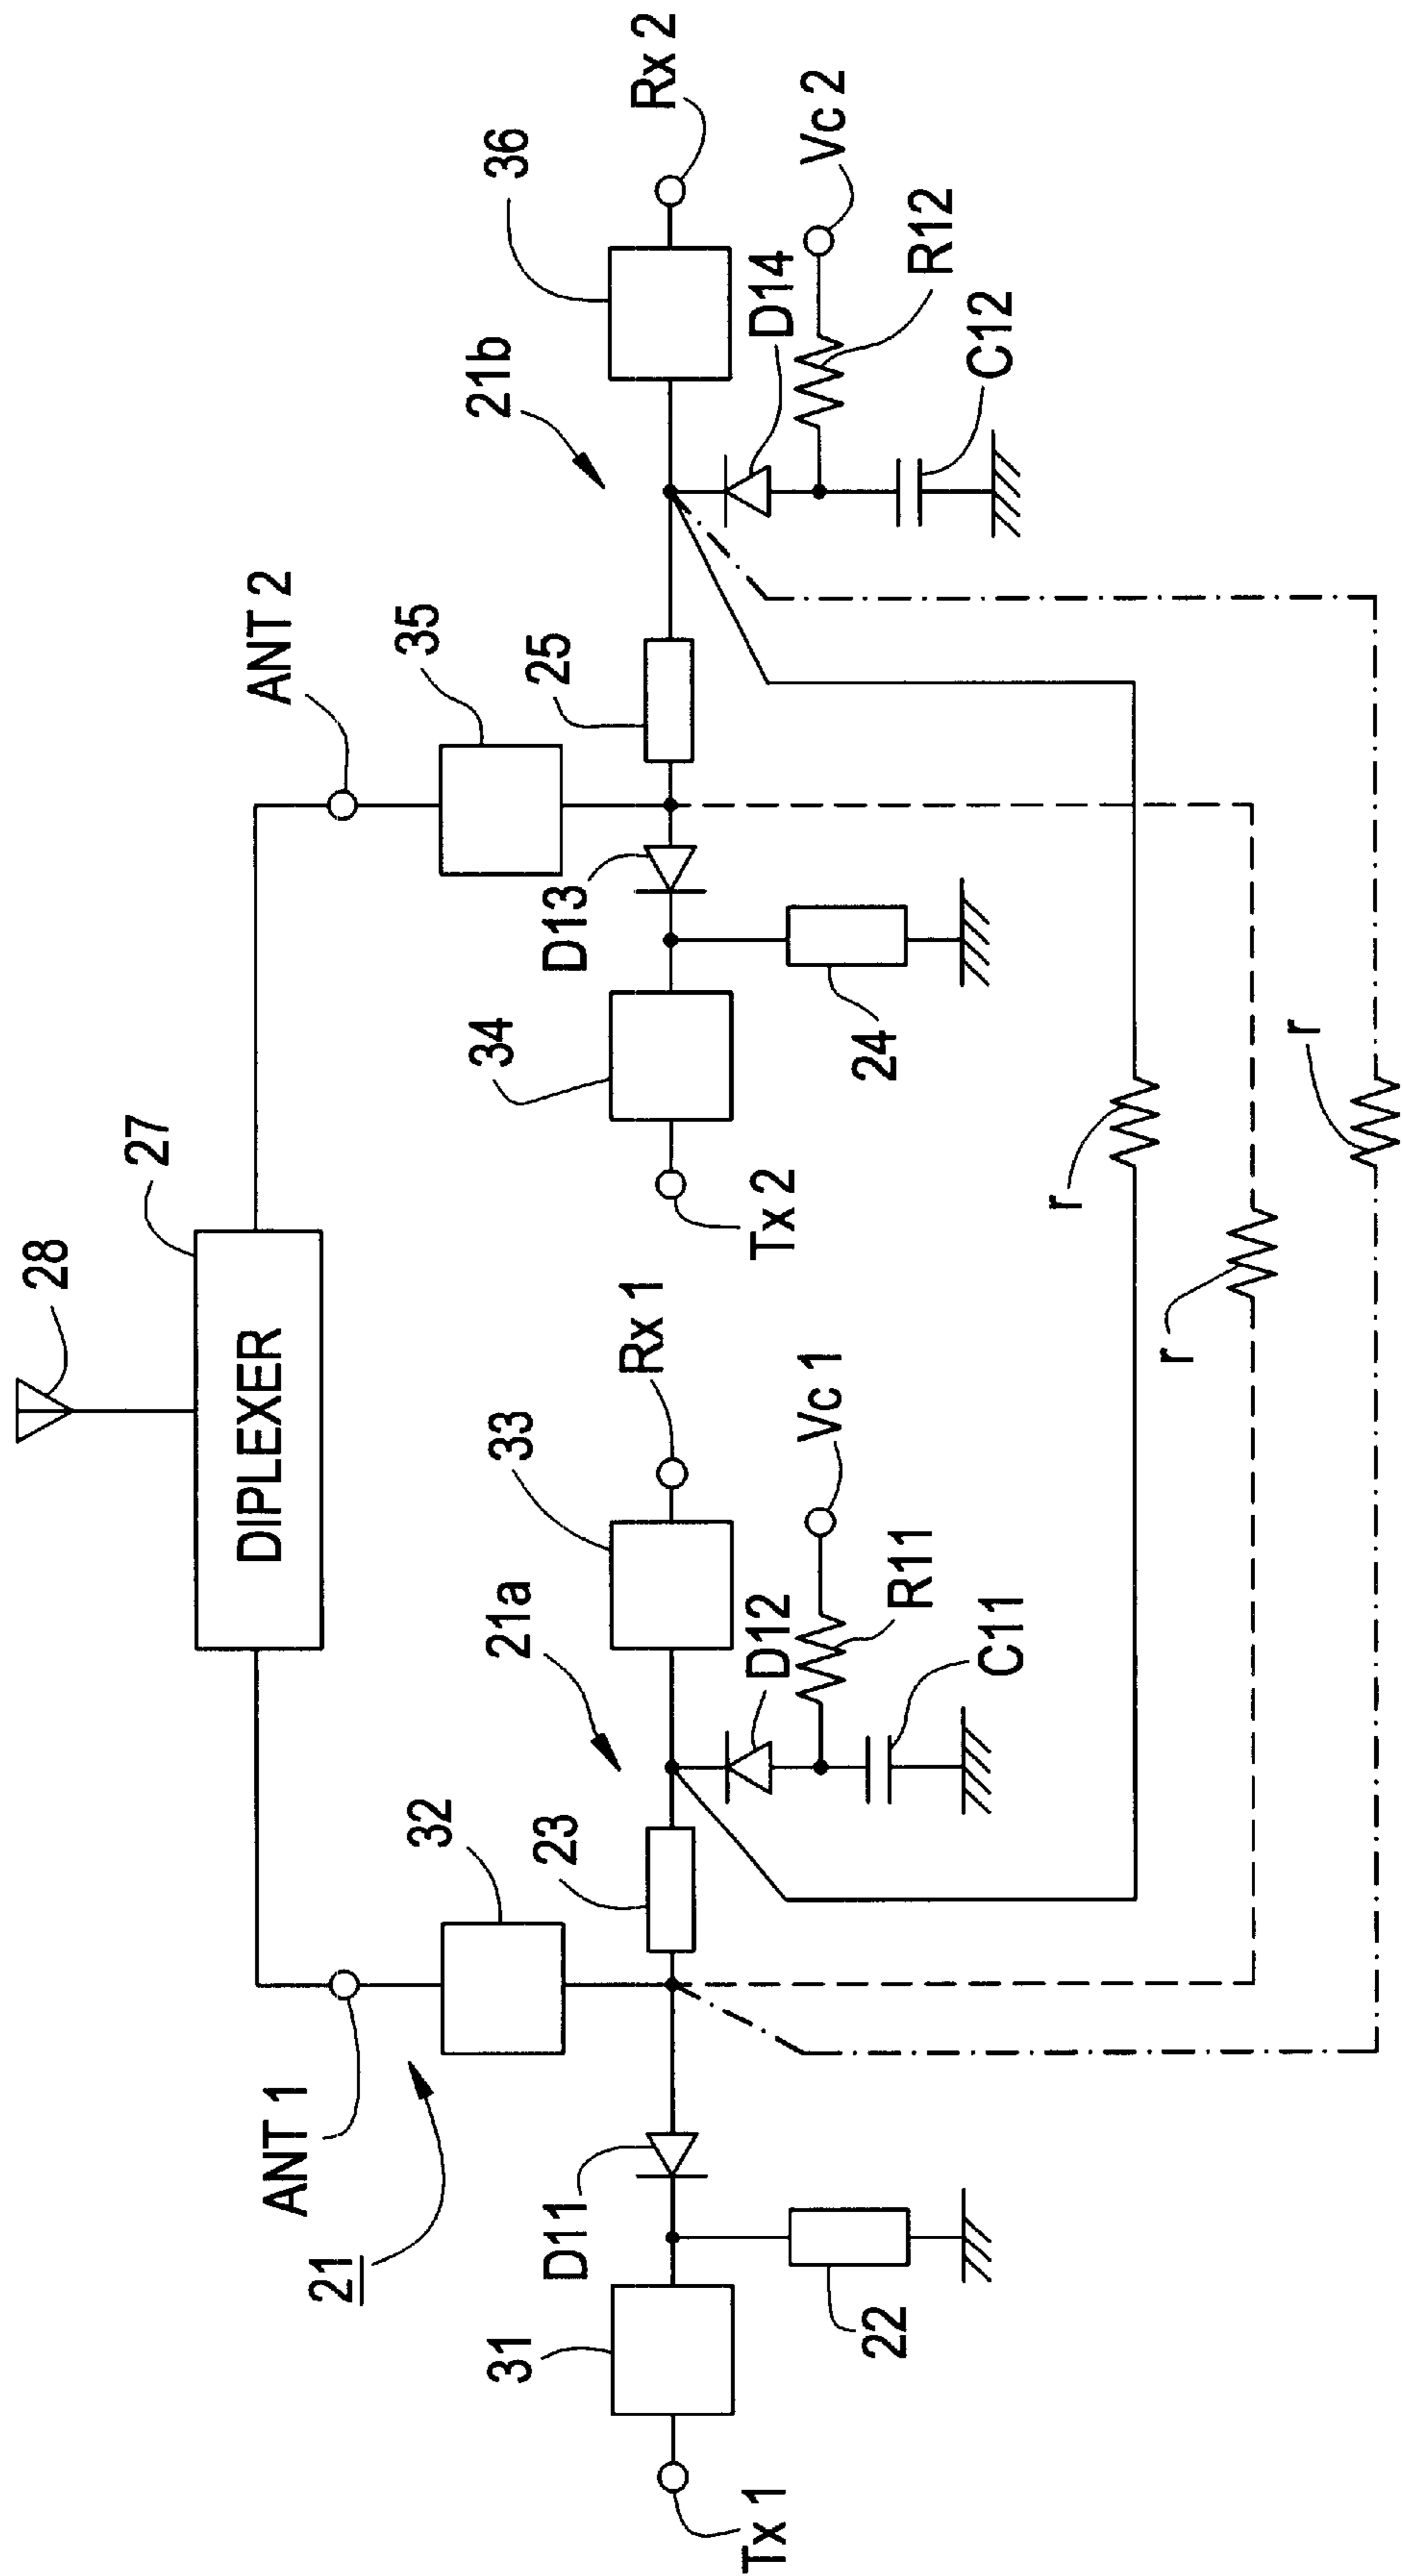 28
27
DIPLEXER
ANT 1
ANT 2
21
32
35
21a
21b
31
D11
23
33
Rx 1
34
D13
25
36
Rx 2
Tx 1
22
D12
R11
Vc 1
C11
Tx 2
24
D14
R12
Vc 2
C12
r
r
r